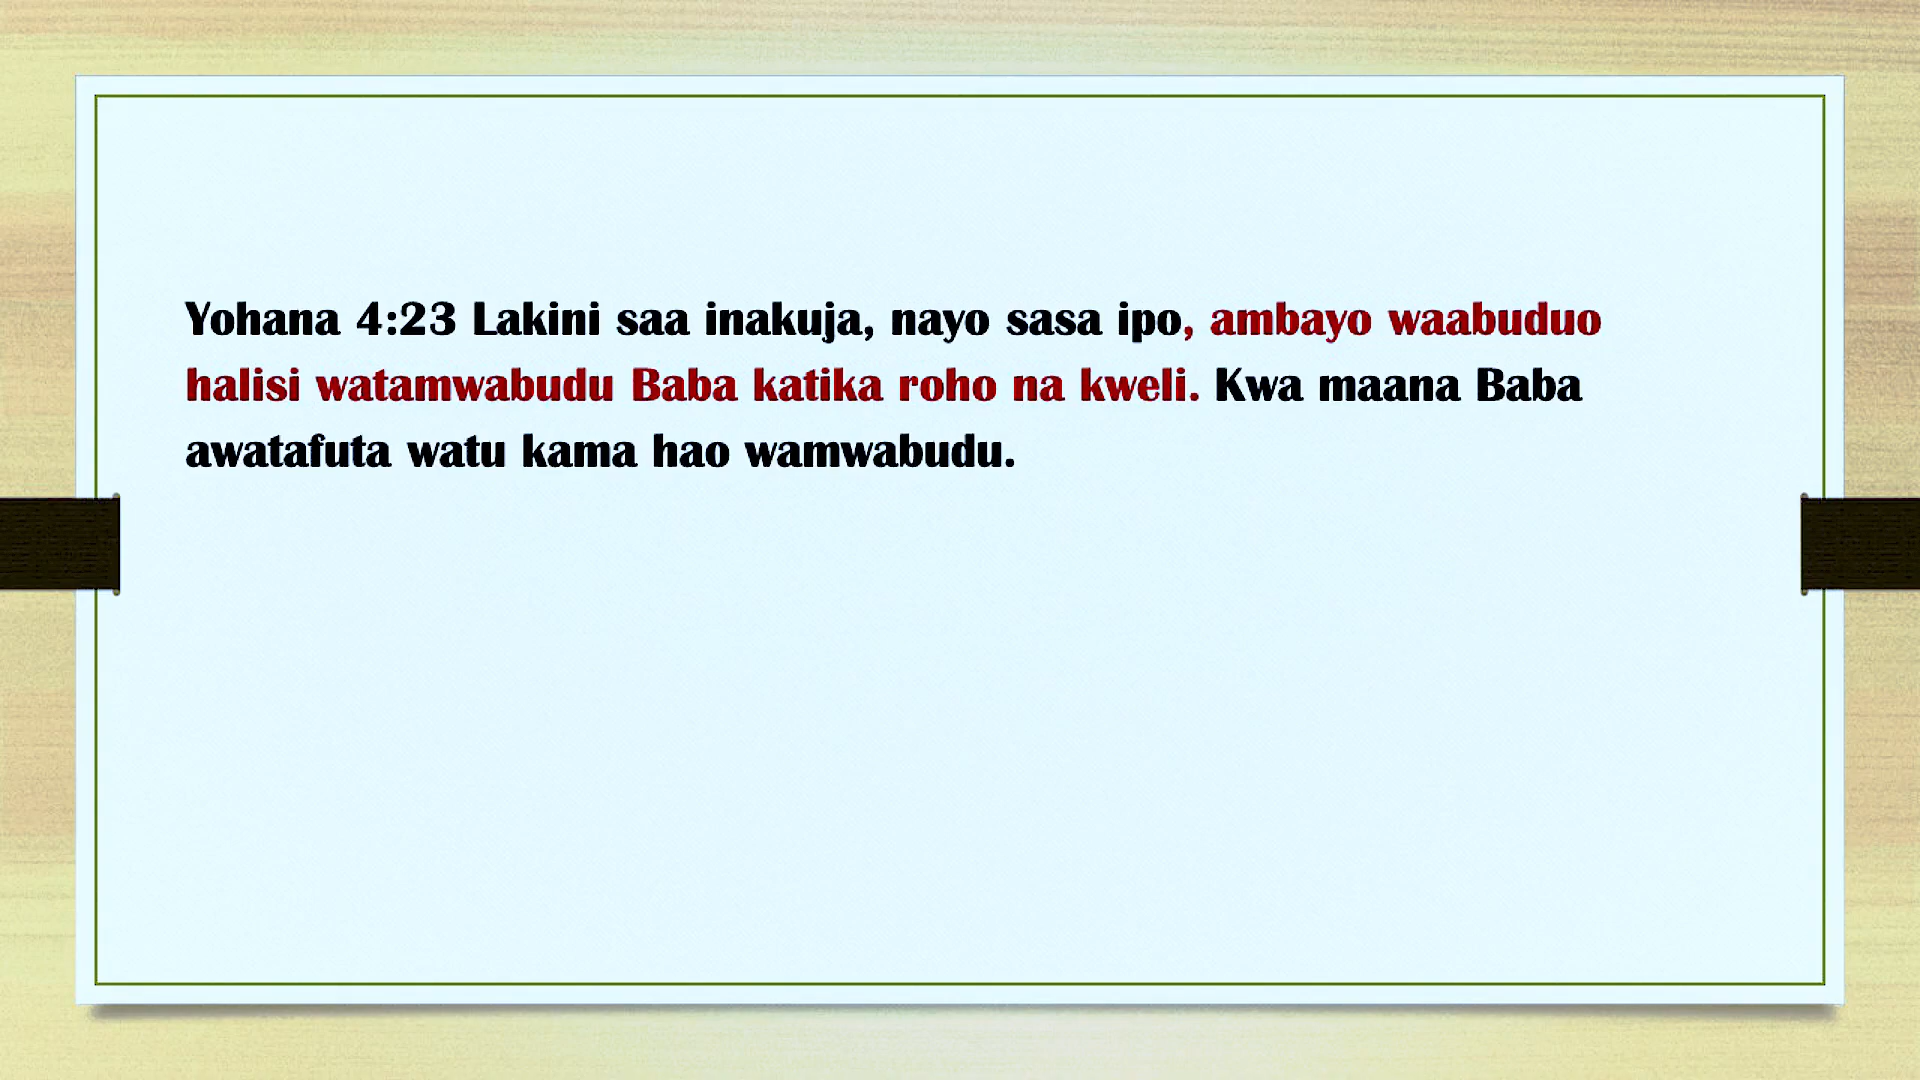 Yohana 4:23 Lakini saa inakuja, nayo sasa ipo, ambayo waabuduo
halisi watamwabudu Baba katika roho na kweli. Kwa maana Baba
awatafuta watu kama hao wamwabudu.